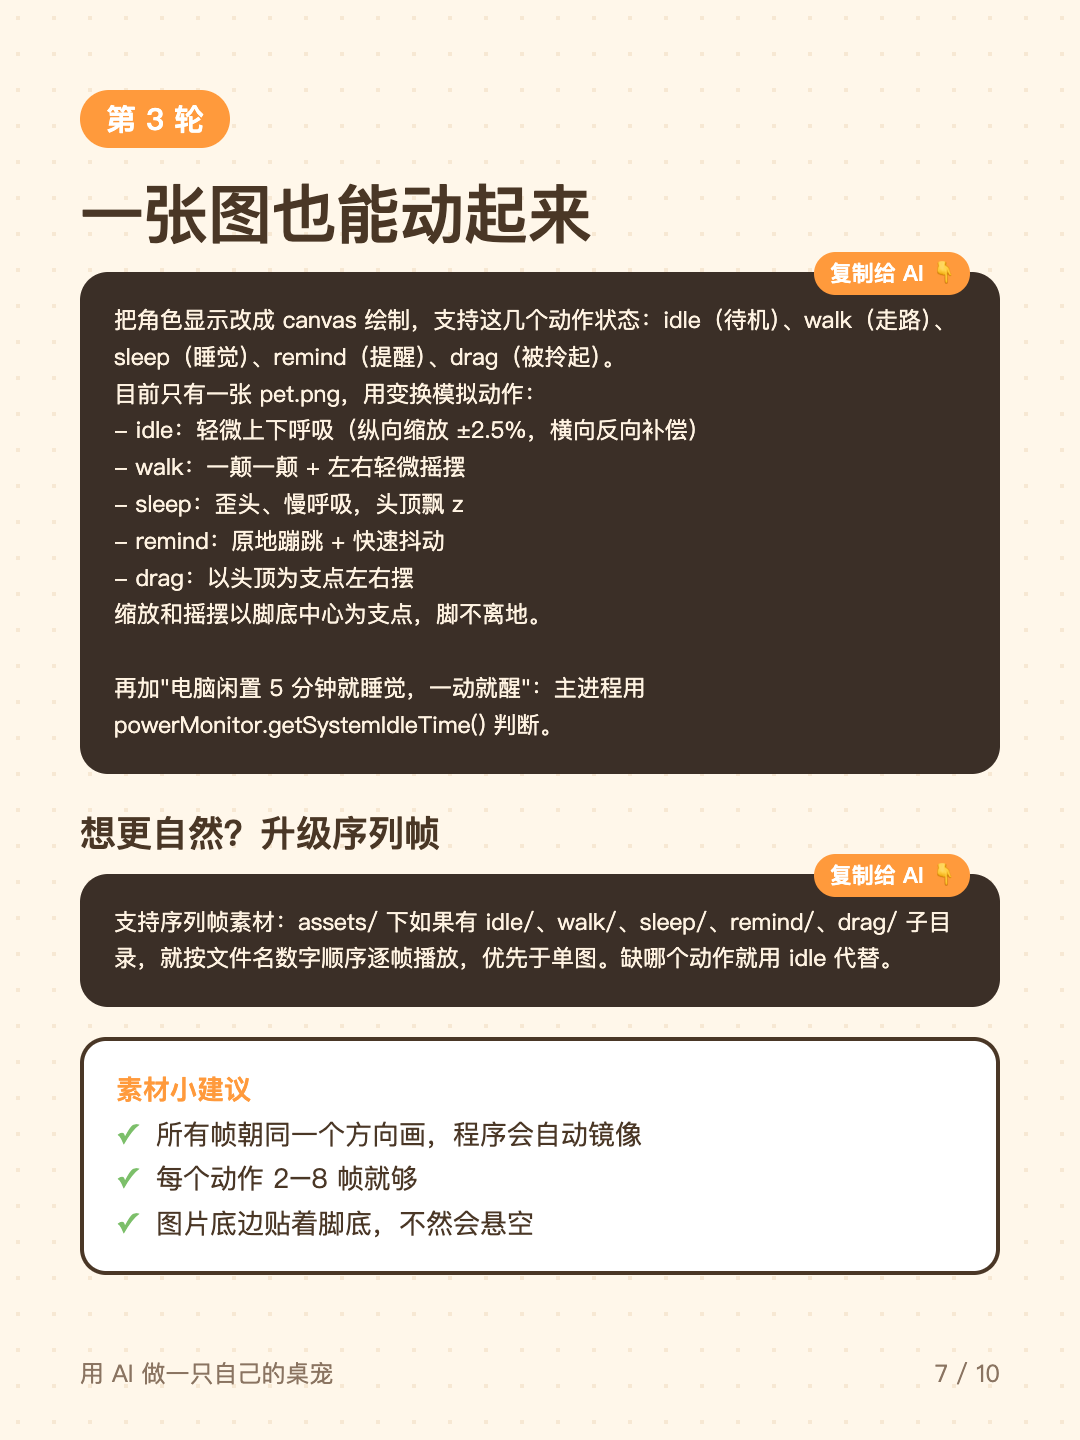 第 3 轮
一张图也能动起来
复制给 AI 👇
把角色显示改成 canvas 绘制，支持这几个动作状态：idle（待机）、walk（走路）、
sleep（睡觉）、remind（提醒）、drag（被拎起）。
目前只有一张 pet.png，用变换模拟动作：
– idle：轻微上下呼吸（纵向缩放 ±2.5%，横向反向补偿）
– walk：一颠一颠 + 左右轻微摇摆
– sleep：歪头、慢呼吸，头顶飘 z
– remind：原地蹦跳 + 快速抖动
– drag：以头顶为支点左右摆
缩放和摇摆以脚底中心为支点，脚不离地。
再加"电脑闲置 5 分钟就睡觉，一动就醒"：主进程用
powerMonitor.getSystemIdleTime() 判断。
想更自然？升级序列帧
复制给 AI 👇
支持序列帧素材：assets/ 下如果有 idle/、walk/、sleep/、remind/、drag/ 子目
录，就按文件名数字顺序逐帧播放，优先于单图。缺哪个动作就用 idle 代替。
素材小建议
✓ 所有帧朝同一个方向画，程序会自动镜像
✓ 每个动作 2–8 帧就够
✓ 图片底边贴着脚底，不然会悬空
用 AI 做一只自己的桌宠
7 / 10